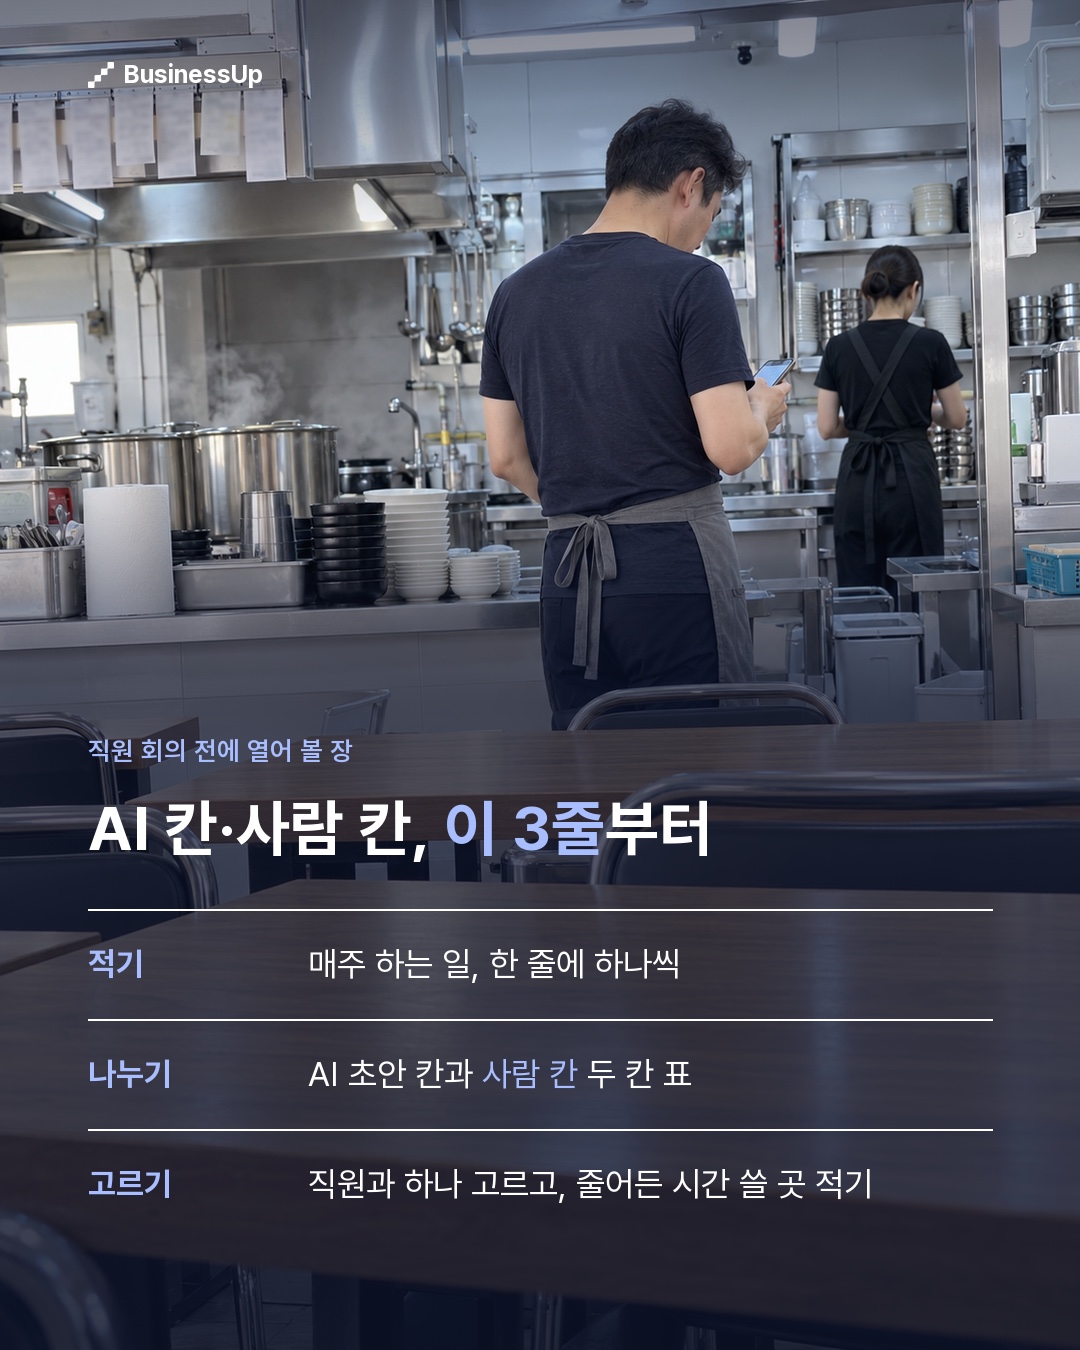 BusinessUp
직원 회의 전에 열어 볼 장
AI 칸·사람 칸, 이 3줄부터
적기 매주 하는 일, 한 줄에 하나씩
나누기 AI 초안 칸과 사람 칸 두 칸 표
고르기 직원과 하나 고르고, 줄어든 시간 쓸 곳 적기